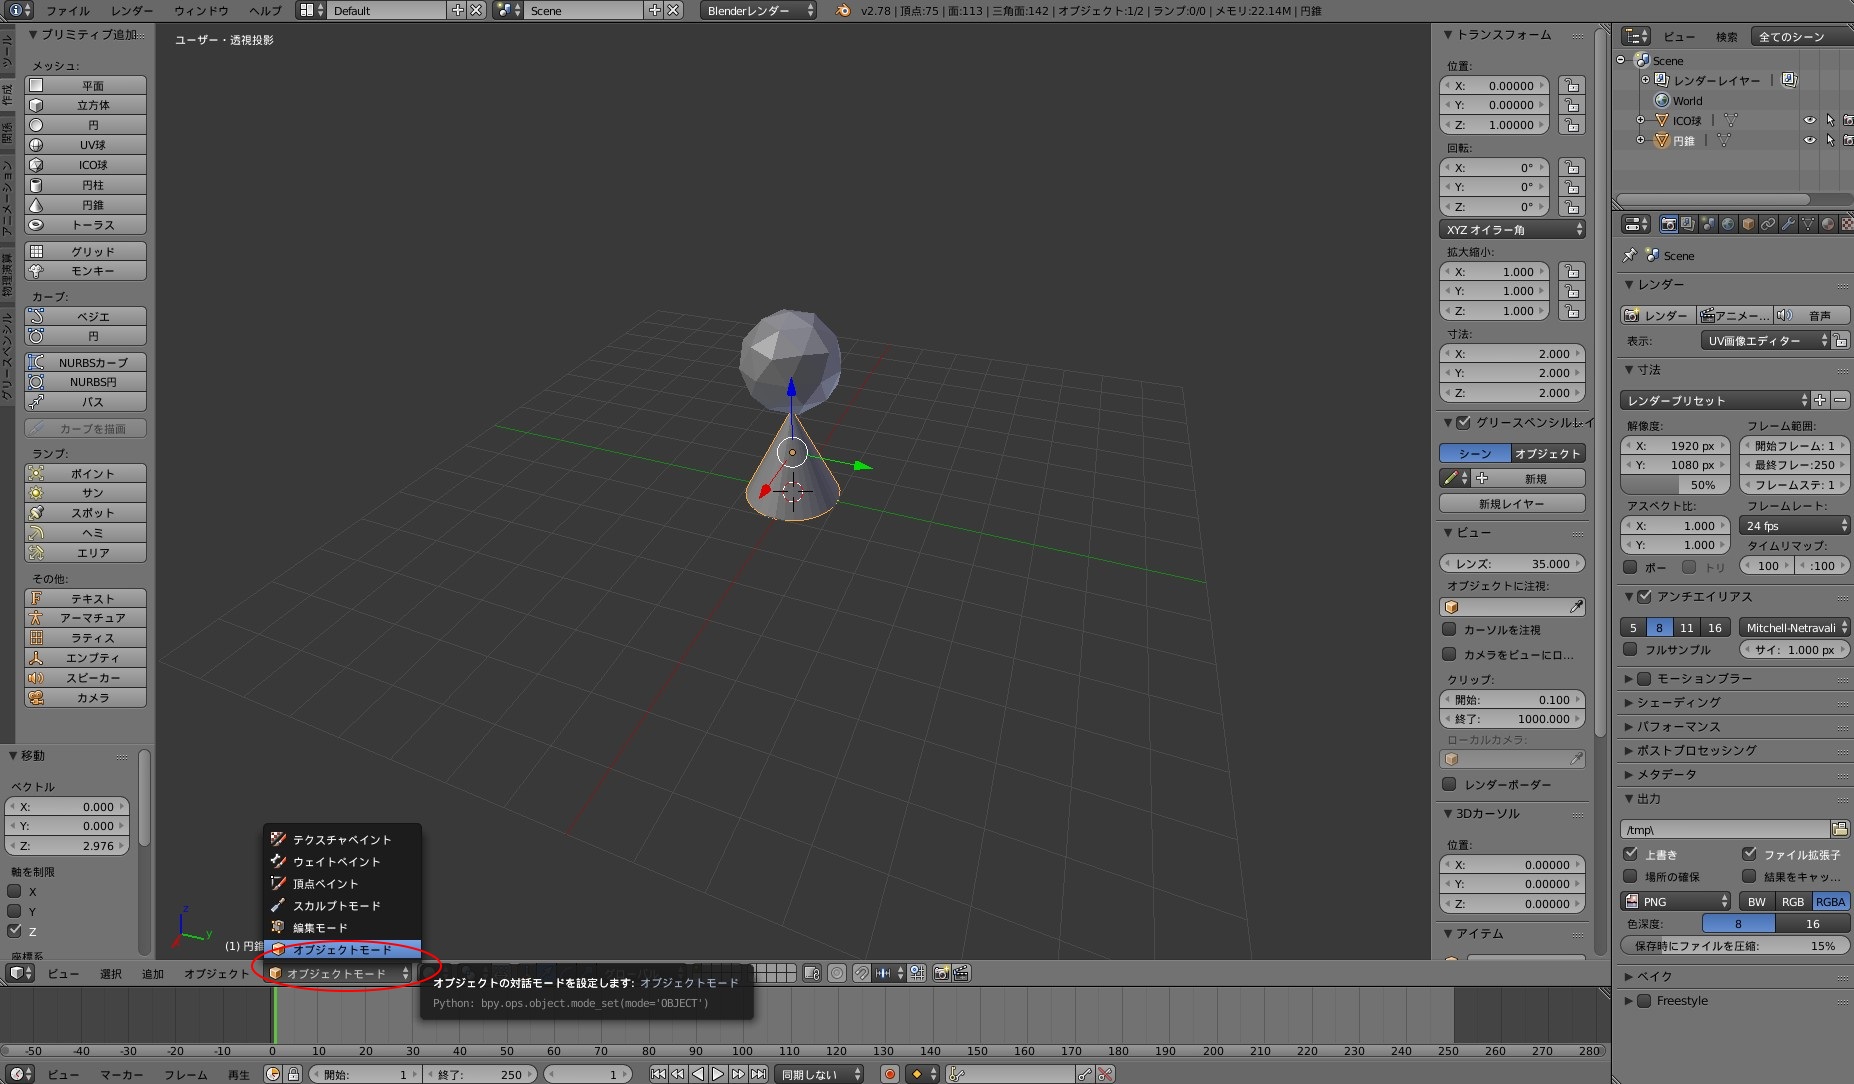 ファイル レンダー ウィンドウ ヘルプ Default Scene Blenderレンダー v2.78 | 頂点:75 | 面:113 | 三角面:142 | オブジェクト:1/2 | ランプ:0/0 | メモリ:22.14M | 円錐
ツール
作成
関係
アニメーション
物理演算
グリースペンシル
プリミティブ追加
メッシュ:
平面
立方体
円
UV球
ICO球
円柱
円錐
トーラス
グリッド
モンキー
カーブ:
ベジエ
円
NURBSカーブ
NURBS円
パス
カーブを描画
ランプ:
ポイント
サン
スポット
ヘミ
エリア
その他:
テキスト
アーマチュア
ラティス
エンプティ
スピーカー
カメラ
移動
ベクトル
X: 0.000
Y: 0.000
Z: 2.976
軸を制限
X
Y
Z
座標系
ユーザー・透視投影
z
y
(1) 円錐
テクスチャペイント
ウェイトペイント
頂点ペイント
スカルプトモード
編集モード
オブジェクトモード
ビュー 選択 追加 オブジェクト オブジェクトモード
オブジェクトの対話モードを設定します: オブジェクトモード
Python: bpy.ops.object.mode_set(mode='OBJECT')
トランスフォーム
位置:
X: 0.00000
Y: 0.00000
Z: 1.00000
回転:
X: 0°
Y: 0°
Z: 0°
XYZ オイラー角
拡大縮小:
X: 1.000
Y: 1.000
Z: 1.000
寸法:
X: 2.000
Y: 2.000
Z: 2.000
グリースペンシルレイ
シーン オブジェクト
新規
新規レイヤー
ビュー
レンズ: 35.000
オブジェクトに注視:
カーソルを注視
カメラをビューにロ...
クリップ:
開始: 0.100
終了: 1000.000
ローカルカメラ:
レンダーボーダー
3Dカーソル
位置:
X: 0.00000
Y: 0.00000
Z: 0.00000
アイテム
ビュー 検索 全てのシーン
Scene
レンダーレイヤー |
World
ICO球 |
円錐 |
Scene
レンダー
レンダー アニメー... 音声
表示: UV画像エディター
寸法
レンダープリセット
解像度: フレーム範囲:
X: 1920 px 開始フレーム: 1
Y: 1080 px 最終フレー:250
50% フレームステ: 1
アスペクト比: フレームレート:
X: 1.000 24 fps
Y: 1.000 タイムリマップ:
ボー トリ 100 :100
アンチエイリアス
5 8 11 16 Mitchell-Netravali
フルサンプル サイ: 1.000 px
モーションブラー
シェーディング
パフォーマンス
ポストプロセッシング
メタデータ
出力
/tmp\
上書き ファイル拡張子
場所の確保 結果をキャッ...
PNG BW RGB RGBA
色深度: 8 16
保存時にファイルを圧縮: 15%
ベイク
Freestyle
-50 -40 -30 -20 -10 0 10 20 30 40 50 60 70 80 90 100 110 120 130 140 150 160 170 180 190 200 210 220 230 240 250 260 270 280
ビュー マーカー フレーム 再生 開始: 1 終了: 250 1 同期しない